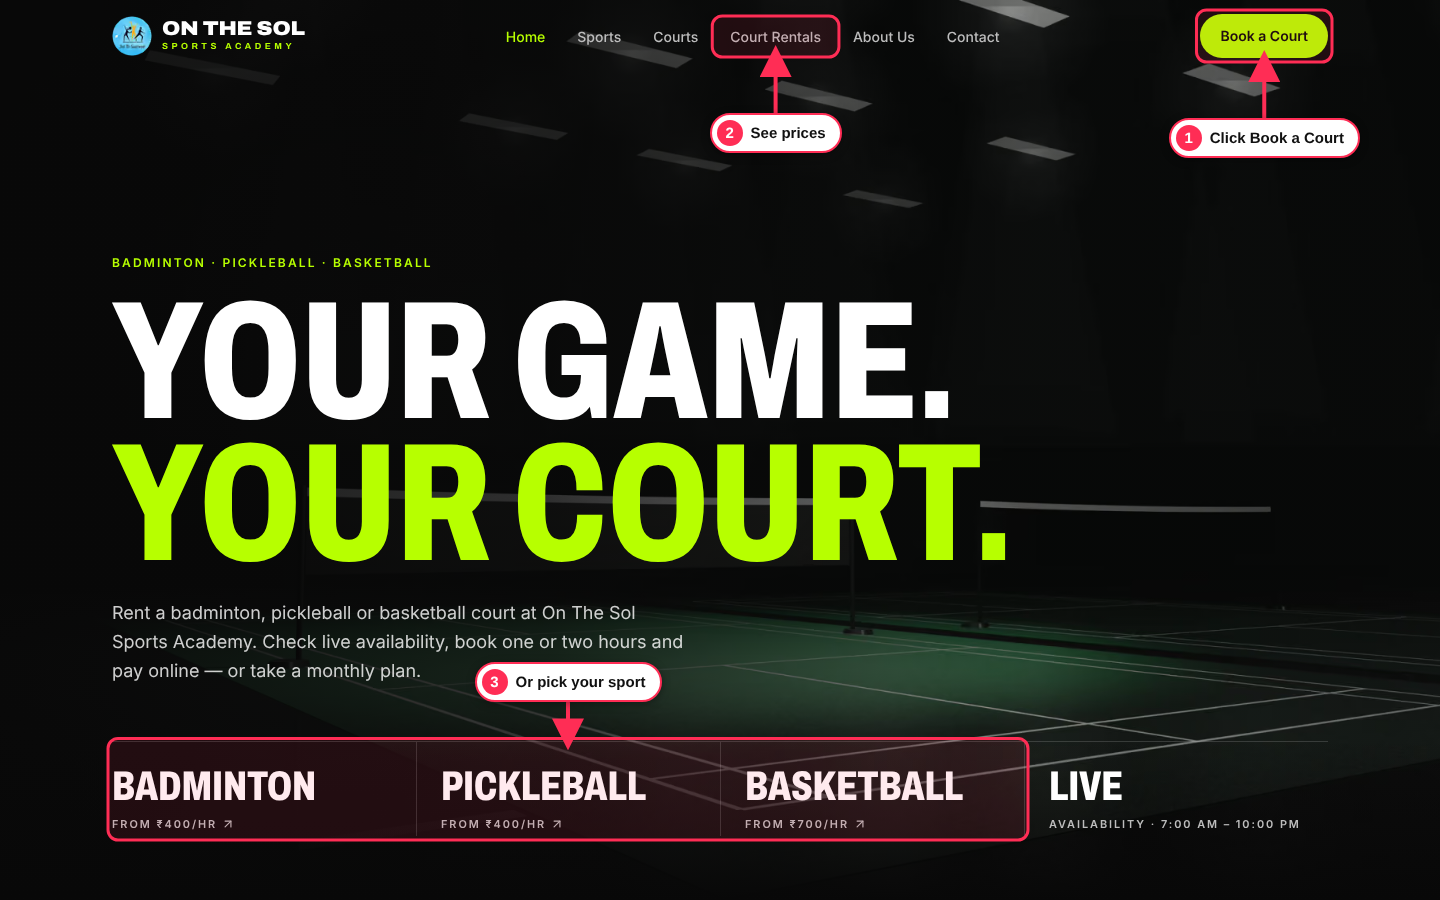 ON THE SOL
SPORTS ACADEMY
Home
Sports
Courts
Court Rentals
About Us
Contact
Book a Court
2 See prices
1 Click Book a Court
BADMINTON · PICKLEBALL · BASKETBALL
YOUR GAME.
YOUR COURT.
Rent a badminton, pickleball or basketball court at On The Sol
Sports Academy. Check live availability, book one or two hours and
pay online — or take a monthly plan.
3 Or pick your sport
BADMINTON
FROM ₹400/HR ↗
PICKLEBALL
FROM ₹400/HR ↗
BASKETBALL
FROM ₹700/HR ↗
LIVE
AVAILABILITY · 7:00 AM – 10:00 PM